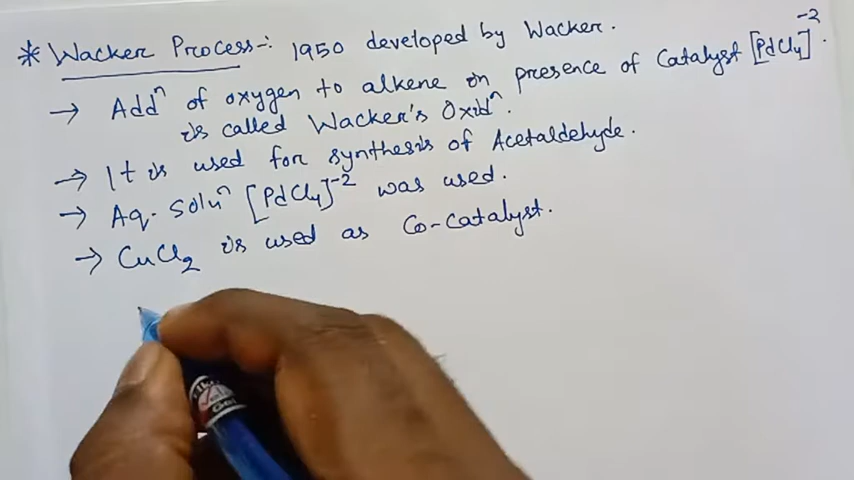 * Wacker Process-: 1950 developed by Wacker.
→ Addⁿ of oxygen to alkene in presence of Catalyst [PdCl₄]⁻².
is called Wacker's Oxidⁿ.
→ It is used for synthesis of Acetaldehyde.
→ Aq. Soluⁿ [PdCl₄]⁻² was used.
→ CuCl₂ is used as Co-Catalyst.